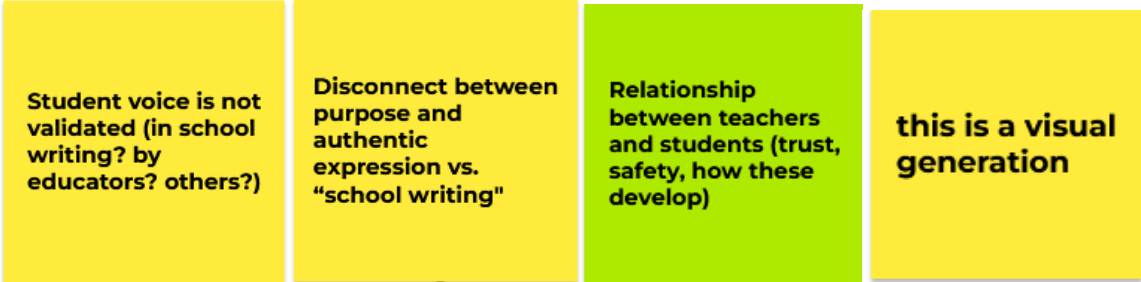 Student voice is not
validated (in school
writing? by
educators? others?)
Disconnect between
purpose and
authentic
expression vs.
“school writing"
Relationship
between teachers
and students (trust,
safety, how these
develop)
this is a visual
generation